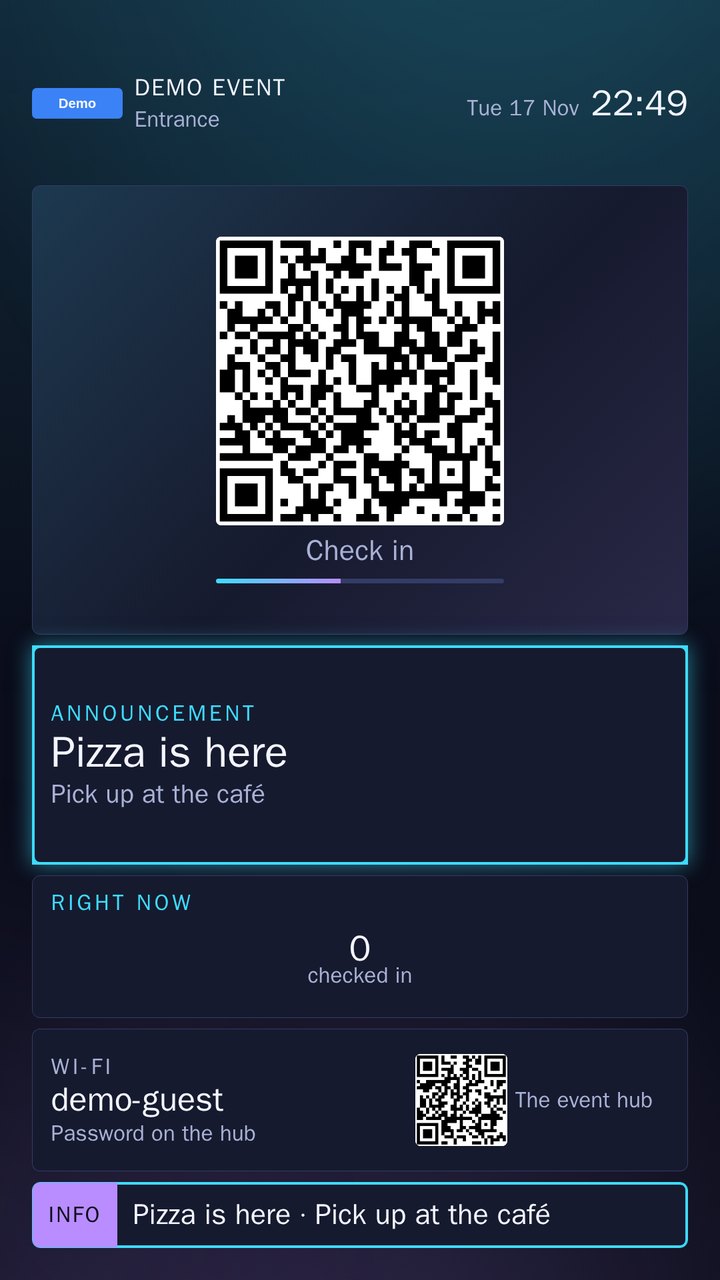 Demo
DEMO EVENT
Entrance
Tue 17 Nov 22:49
Check in
ANNOUNCEMENT
Pizza is here
Pick up at the café
RIGHT NOW
0
checked in
WI-FI
demo-guest
Password on the hub
The event hub
INFO
Pizza is here · Pick up at the café